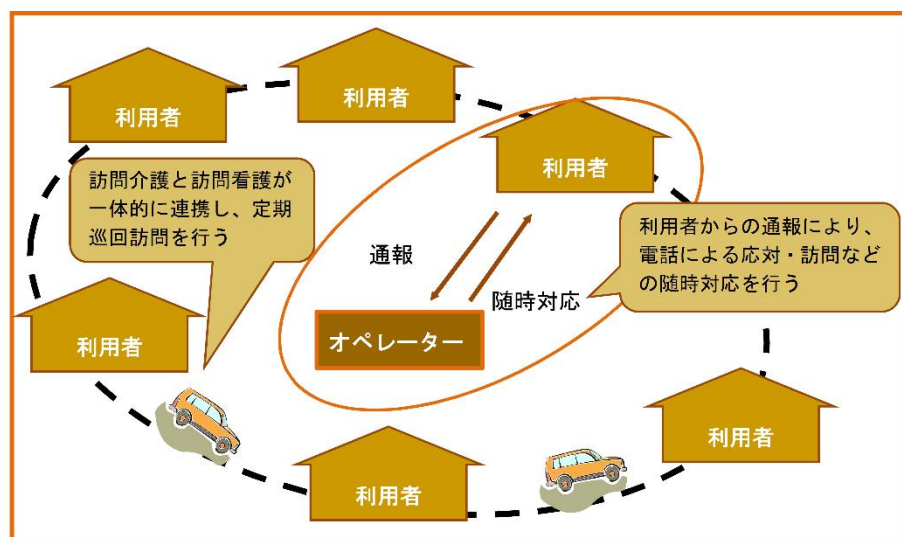 利用者
利用者
利用者
訪問介護と訪問看護が
一体的に連携し、定期
巡回訪問を行う
利用者からの通報により、
電話による応対・訪問など
の随時対応を行う
通報
随時対応
オペレーター
利用者
利用者
利用者